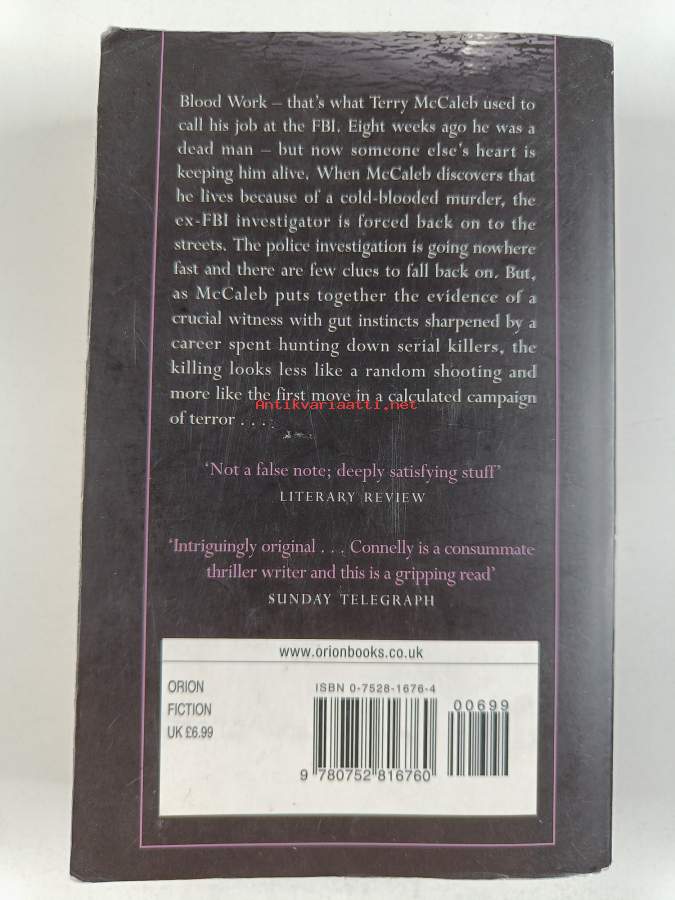 Blood Work – that's what Terry McCaleb used to
call his job at the FBI. Eight weeks ago he was a
dead man – but now someone else's heart is
keeping him alive. When McCaleb discovers that
he lives because of a cold-blooded murder, the
ex-FBI investigator is forced back on to the
streets. The police investigation is going nowhere
fast and there are few clues to fall back on. But,
as McCaleb puts together the evidence of a
crucial witness with gut instincts sharpened by a
career spent hunting down serial killers, the
killing looks less like a random shooting and
more like the first move in a calculated campaign
Antikvariaatti.net
of terror . . . .
'Not a false note; deeply satisfying stuff'
LITERARY REVIEW
'Intriguingly original . . . Connelly is a consummate
thriller writer and this is a gripping read'
SUNDAY TELEGRAPH
www.orionbooks.co.uk
ORION
FICTION
UK £6.99
ISBN 0-7528-1676-4
00699
9 780752 816760